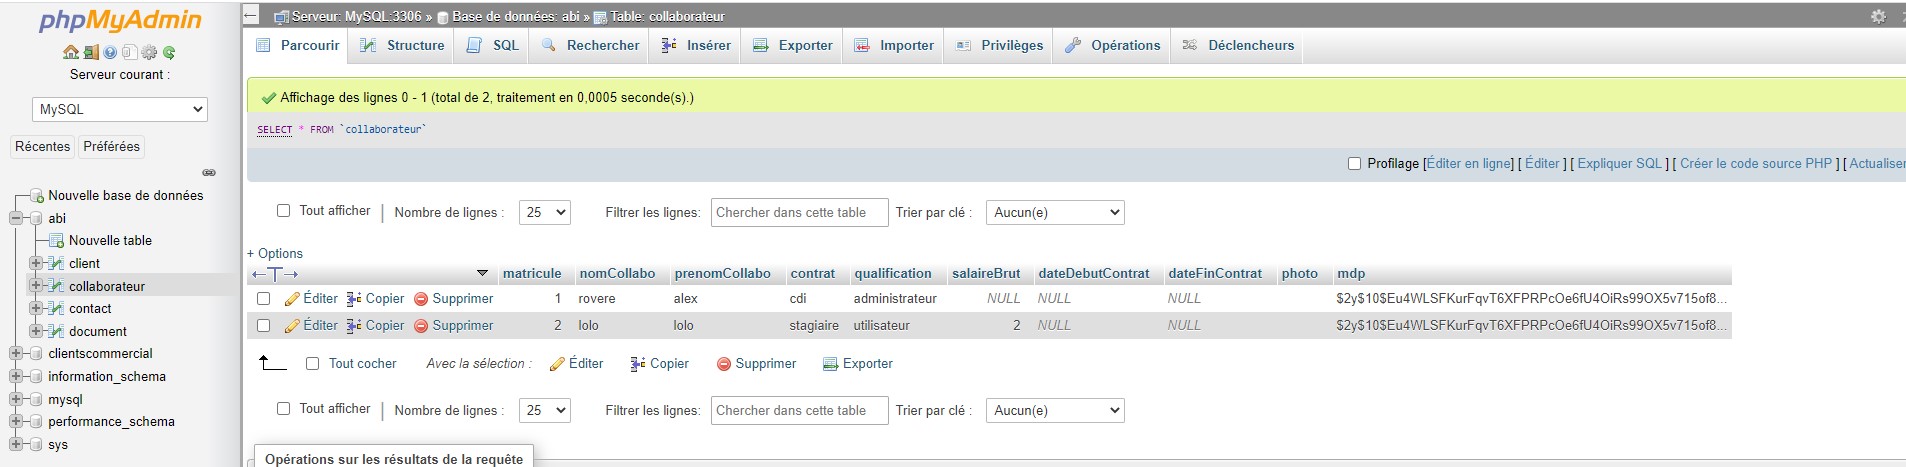 phpMyAdmin
Serveur courant :
MySQL
Récentes Préférées
Nouvelle base de données
abi
Nouvelle table
client
collaborateur
contact
document
clientscommercial
information_schema
mysql
performance_schema
sys
Serveur: MySQL:3306 » Base de données: abi » Table: collaborateur
Parcourir Structure SQL Rechercher Insérer Exporter Importer Privilèges Opérations Déclencheurs
Affichage des lignes 0 - 1 (total de 2, traitement en 0,0005 seconde(s).)
SELECT * FROM `collaborateur`
Profilage [Éditer en ligne] [ Éditer ] [ Expliquer SQL ] [ Créer le code source PHP ] [ Actualiser
Tout afficher Nombre de lignes : 25 Filtrer les lignes: Chercher dans cette table Trier par clé : Aucun(e)
+ Options
matricule nomCollabo prenomCollabo contrat qualification salaireBrut dateDebutContrat dateFinContrat photo mdp
Éditer Copier Supprimer 1 rovere alex cdi administrateur NULL NULL NULL $2y$10$Eu4WLSFKurFqvT6XFPRPcOe6fU4OiRs99OX5v715of8...
Éditer Copier Supprimer 2 lolo lolo stagiaire utilisateur 2 NULL NULL $2y$10$Eu4WLSFKurFqvT6XFPRPcOe6fU4OiRs99OX5v715of8...
Tout cocher Avec la sélection : Éditer Copier Supprimer Exporter
Tout afficher Nombre de lignes : 25 Filtrer les lignes: Chercher dans cette table Trier par clé : Aucun(e)
Opérations sur les résultats de la requête